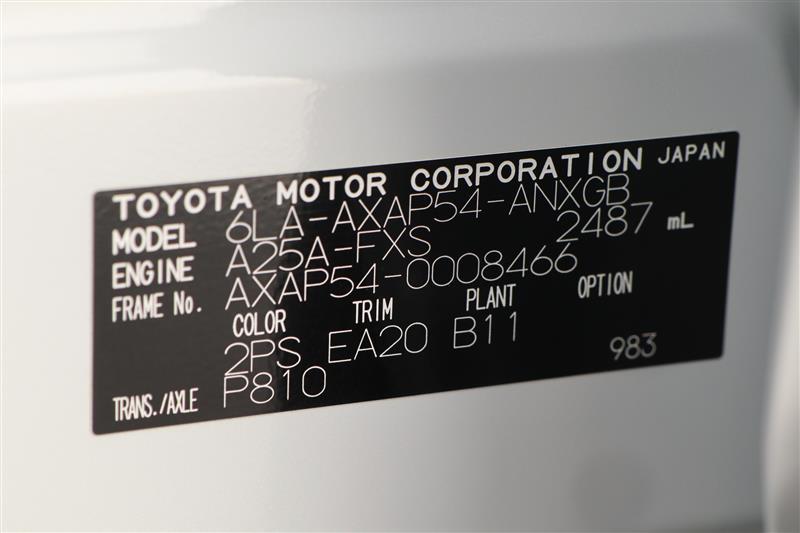 TOYOTA MOTOR CORPORATION JAPAN
MODEL 6LA-AXAP54-ANXGB
ENGINE A25A-FXS 2487 mL
FRAME No. AXAP54-0008466
COLOR TRIM PLANT OPTION
2PS EA20 B11
TRANS./AXLE P810 983